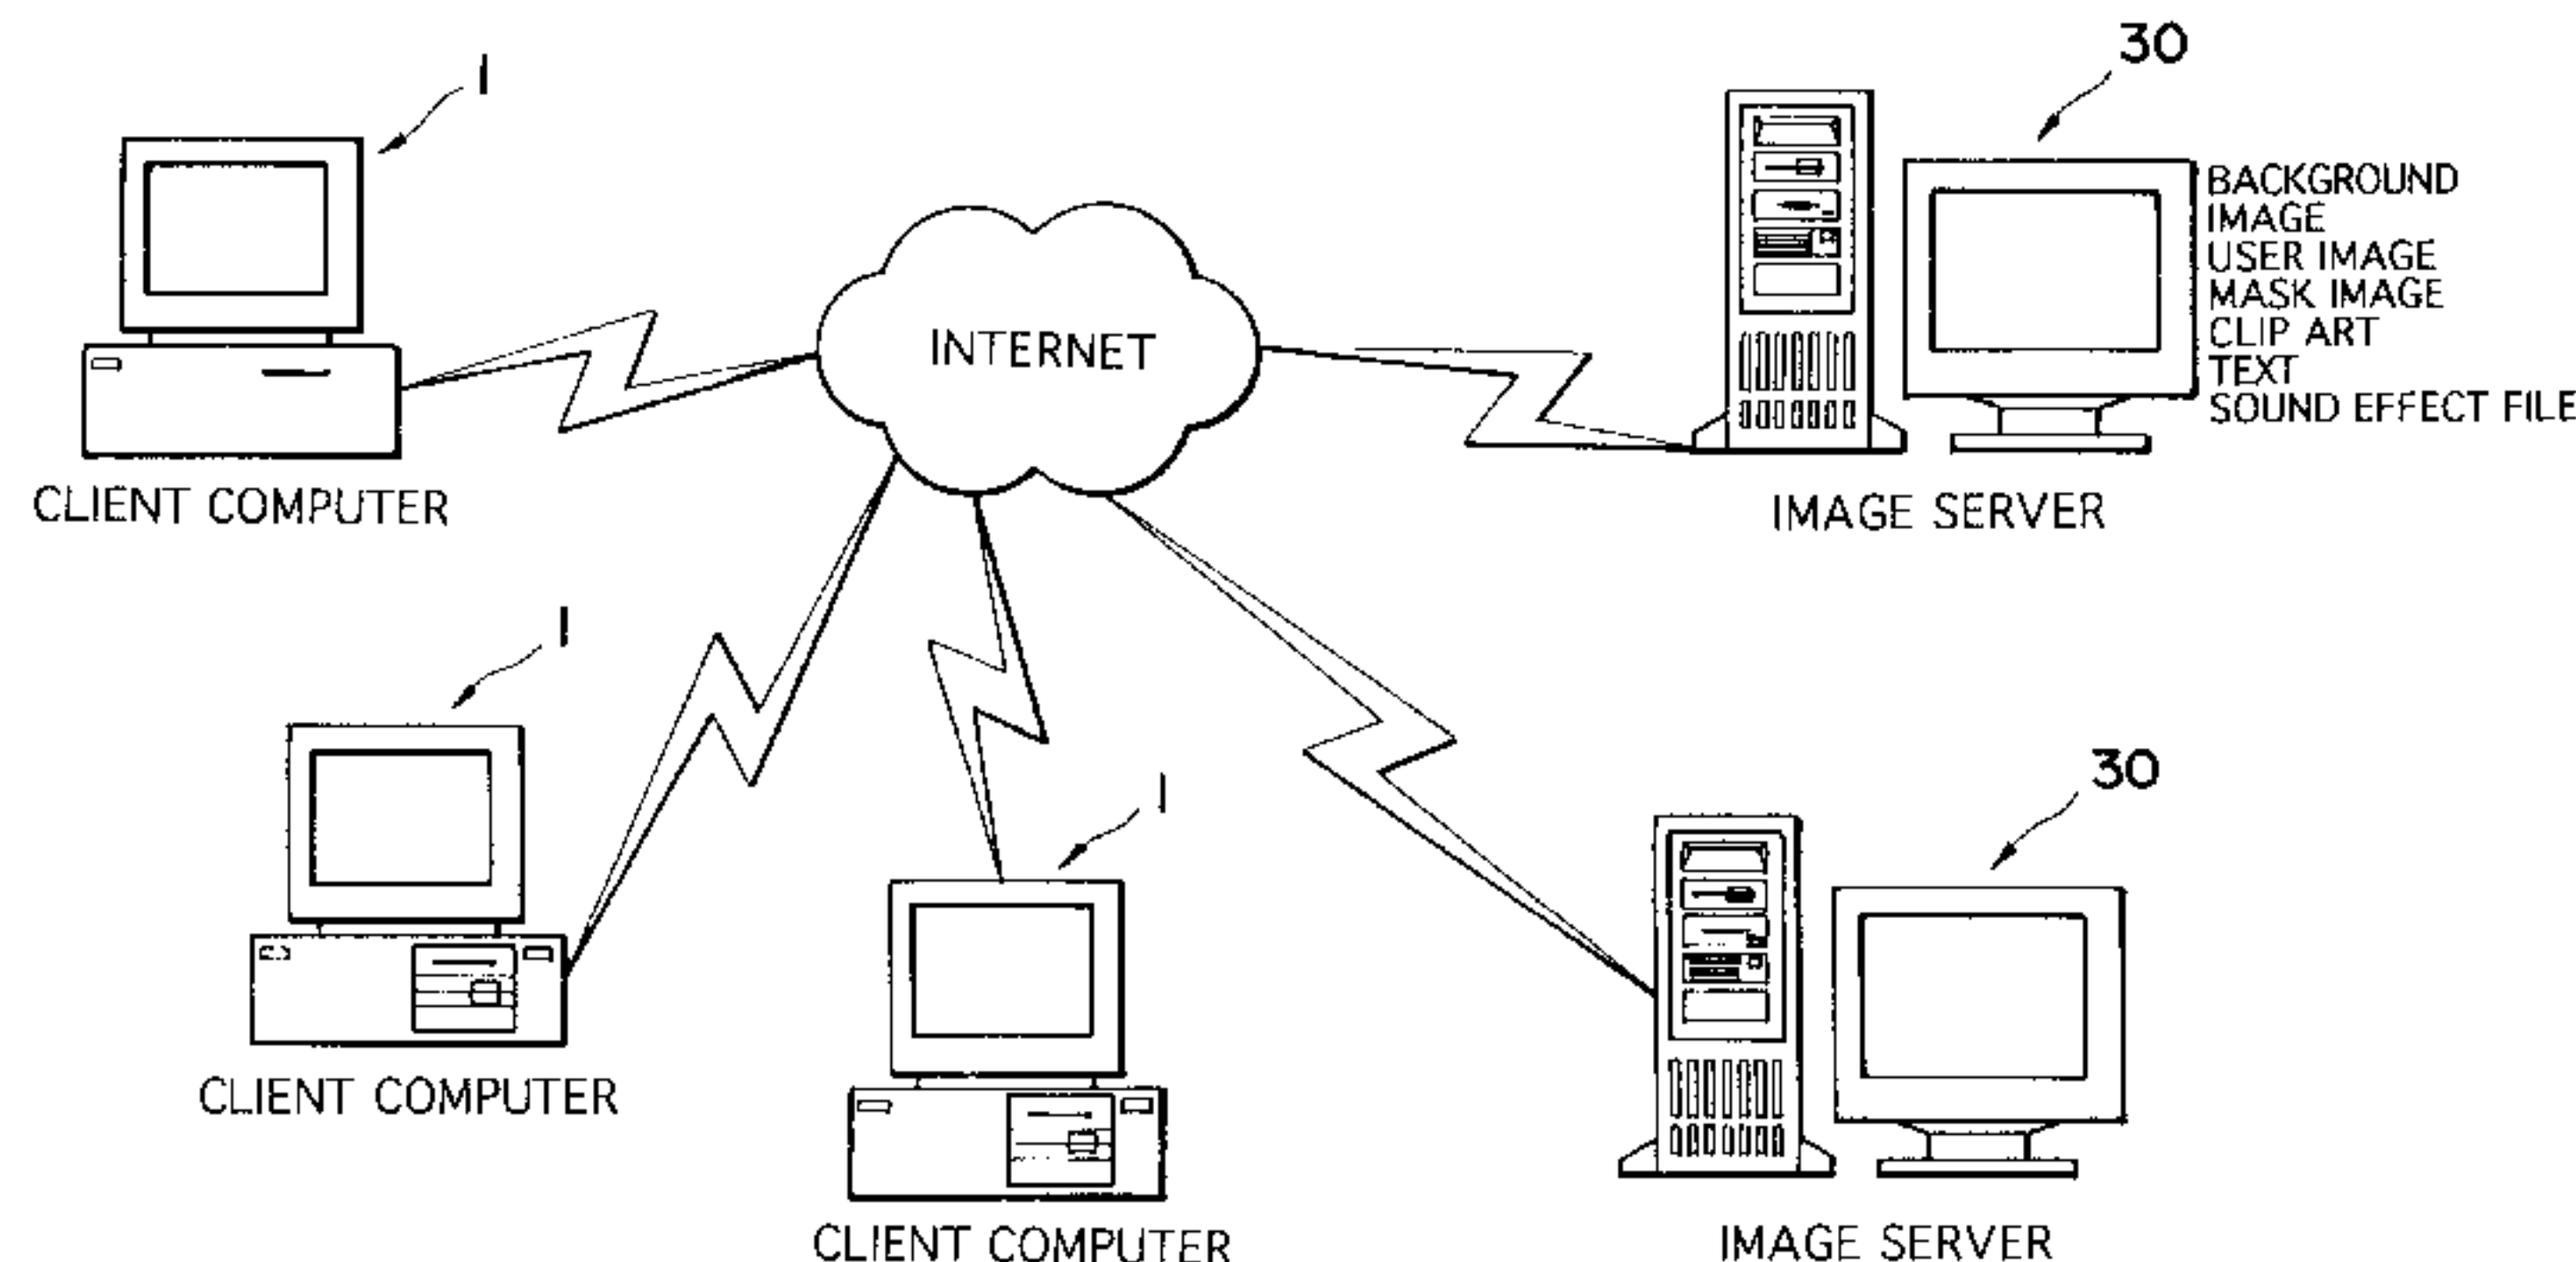 1
30
BACKGROUND
IMAGE
USER IMAGE
MASK IMAGE
CLIP ART
TEXT
SOUND EFFECT FILE
INTERNET
CLIENT COMPUTER
IMAGE SERVER
1
1
30
CLIENT COMPUTER
CLIENT COMPUTER
IMAGE SERVER